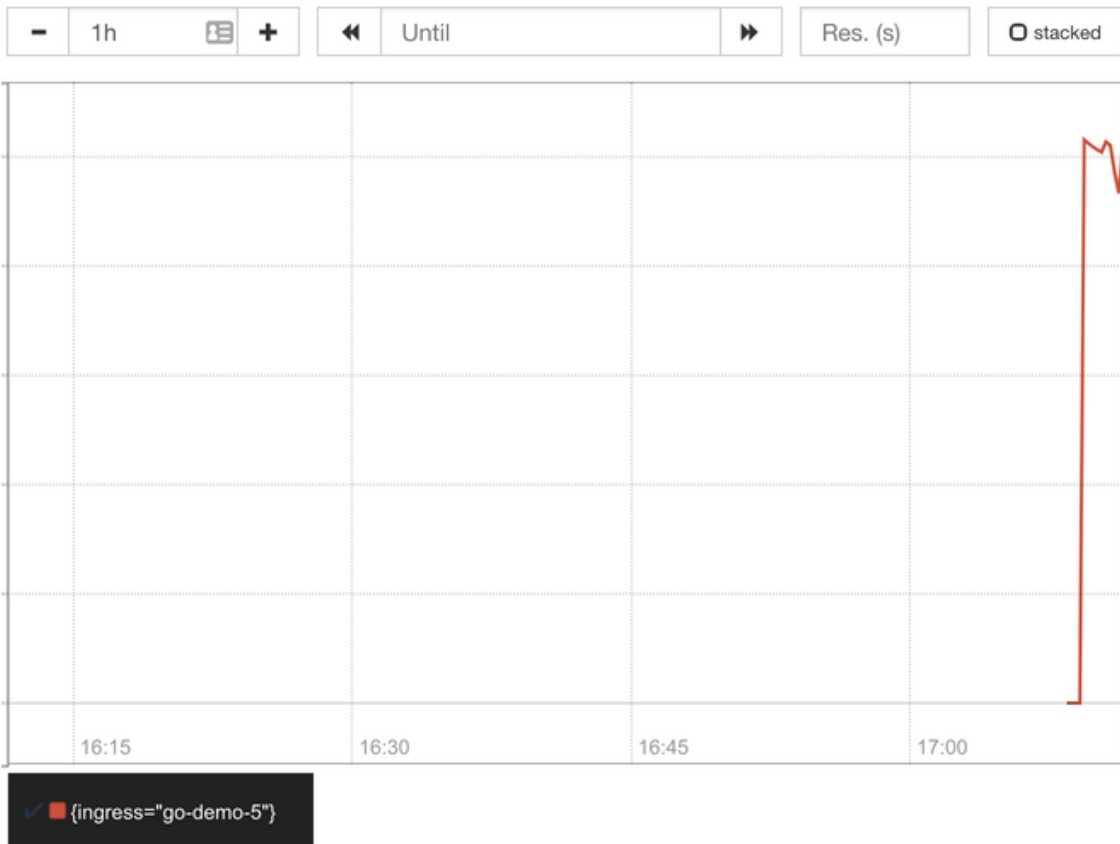 1h Until Res. (s) stacked
16:15 16:30 16:45 17:00
{ingress="go-demo-5"}